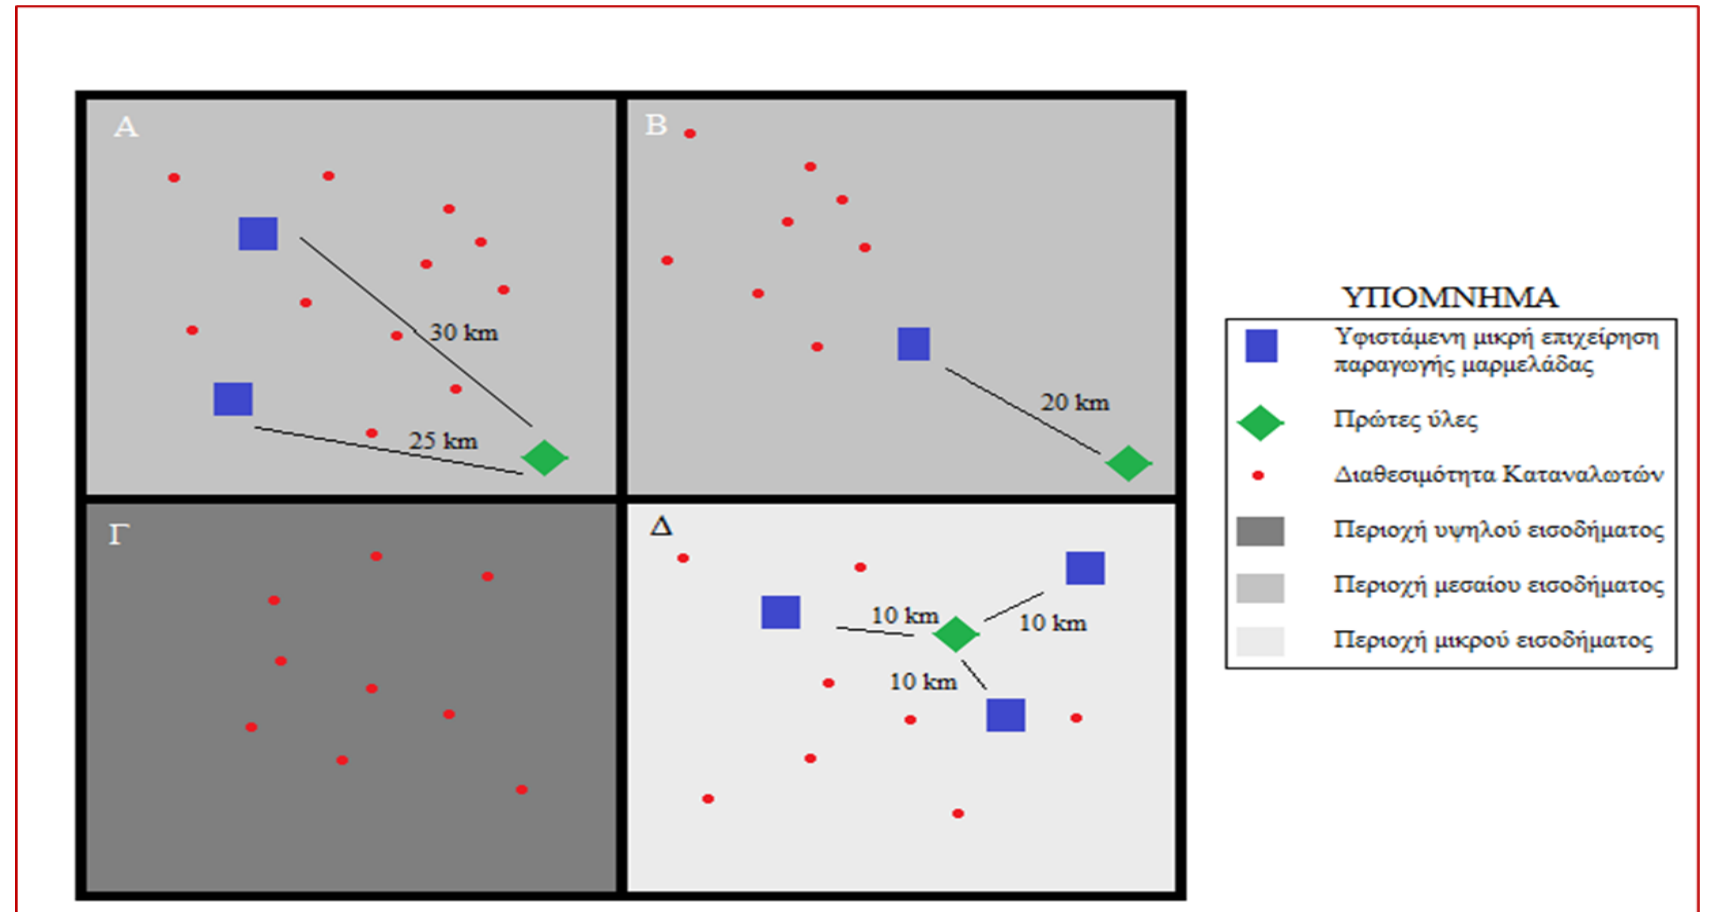 Α
Β
30 km
20 km
25 km
Γ
Δ
10 km
10 km
10 km
ΥΠΟΜΝΗΜΑ
Υφιστάμενη μικρή επιχείρηση
παραγωγής μαρμελάδας
Πρώτες ύλες
Διαθεσιμότητα Καταναλωτών
Περιοχή υψηλού εισοδήματος
Περιοχή μεσαίου εισοδήματος
Περιοχή μικρού εισοδήματος